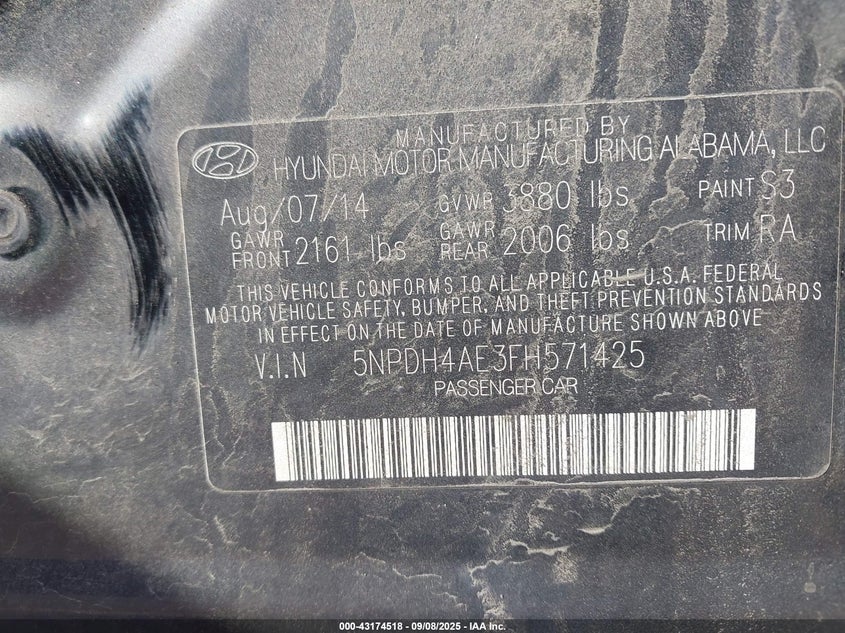 MANUFACTURED BY
HYUNDAI MOTOR MANUFACTURING ALABAMA, LLC
Aug/07/14 GVWR 3880 lbs PAINT S3
GAWR FRONT 2161 lbs GAWR REAR 2006 lbs TRIM RA
THIS VEHICLE CONFORMS TO ALL APPLICABLE U.S.A. FEDERAL
MOTOR VEHICLE SAFETY, BUMPER, AND THEFT PREVENTION STANDARDS
IN EFFECT ON THE DATE OF MANUFACTURE SHOWN ABOVE
V.I.N 5NPDH4AE3FH571425
PASSENGER CAR
000-43174518 - 09/08/2025 - IAA Inc.